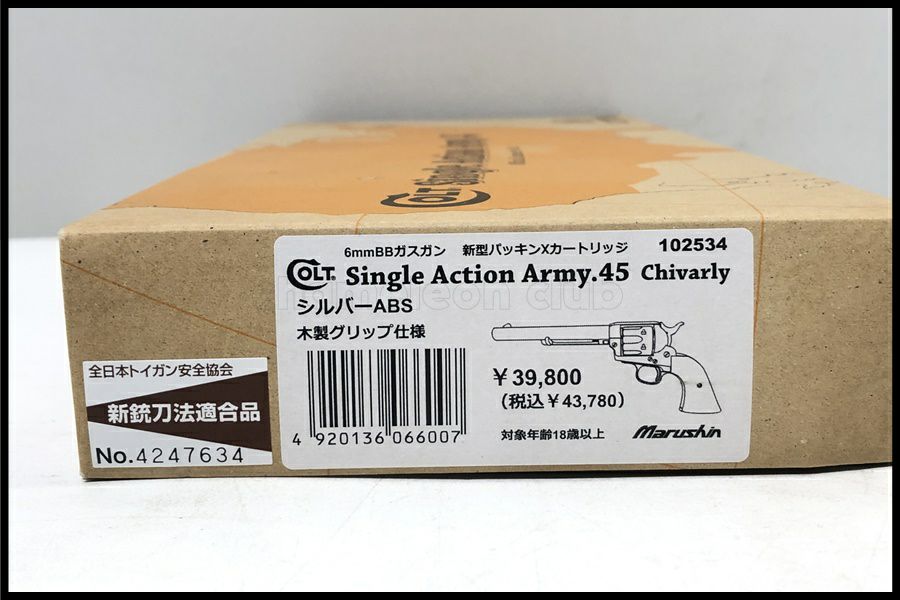 COLT
6mmBBガスガン 新型パッキンXカートリッジ 102534
COLT Single Action Army.45 Chivarly
シルバーABS
木製グリップ仕様
￥39,800
(税込￥43,780)
4 920136 066007
対象年齢18歳以上
Marushin
全日本トイガン安全協会
新銃刀法適合品
No.4247634